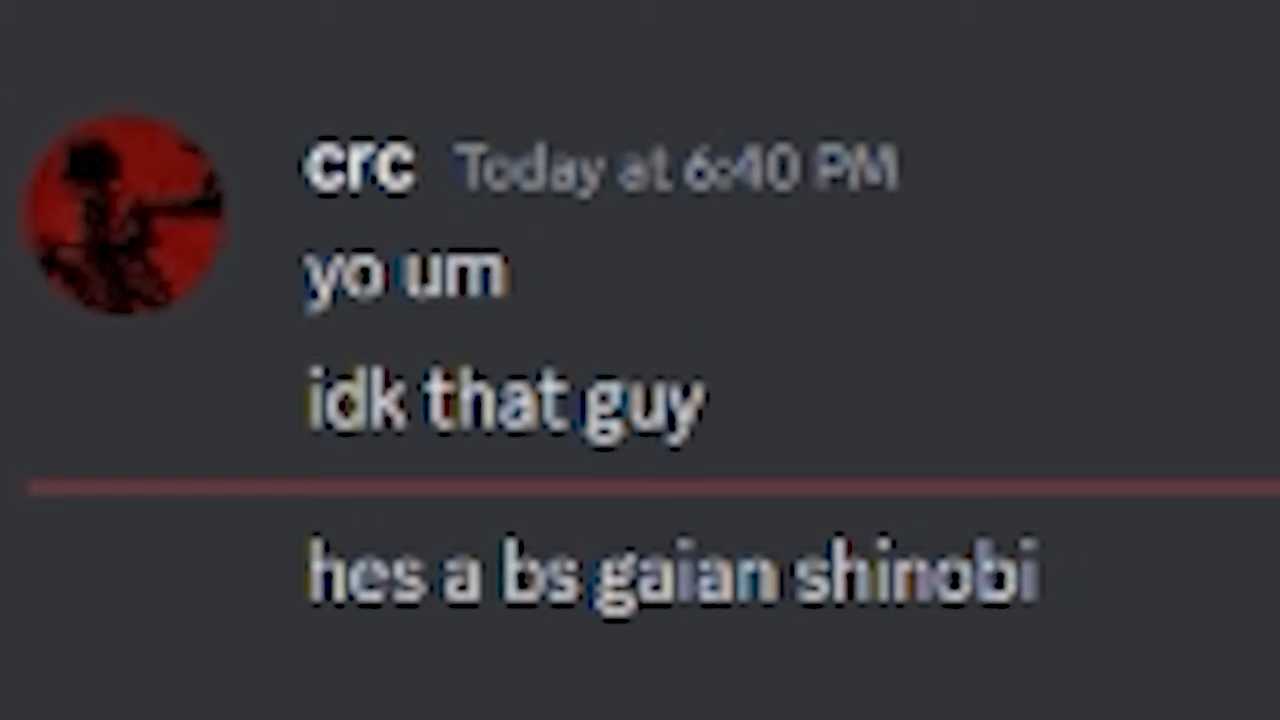 crc Today at 6:40 PM
yo um
idk that guy
hes a bs gaian shinobi